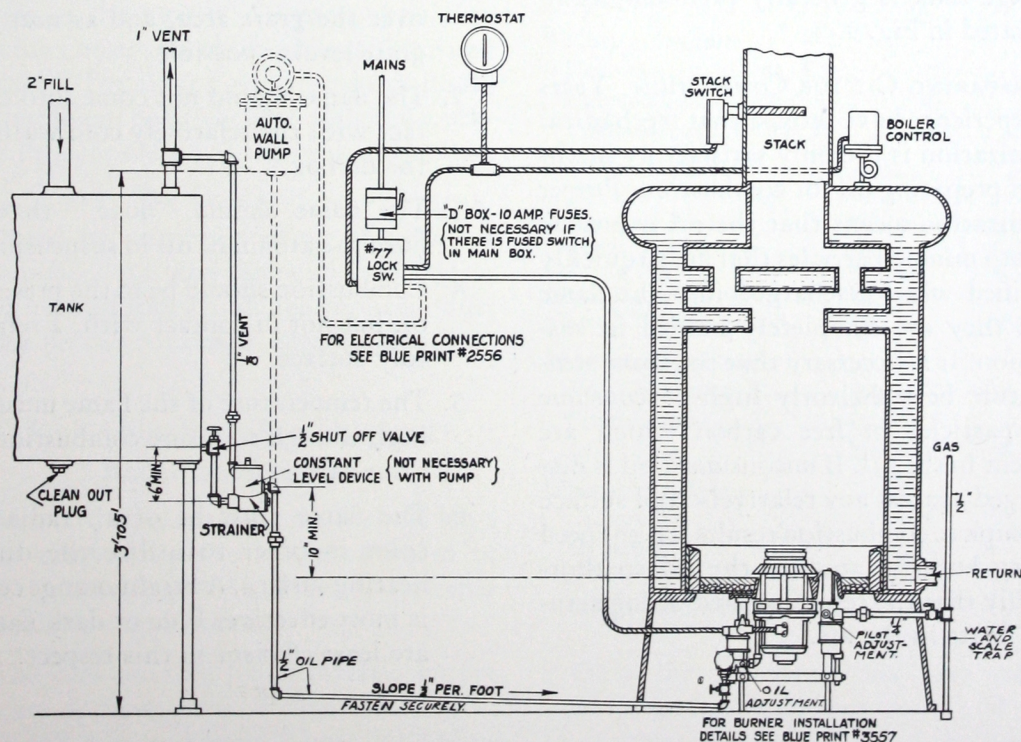 THERMOSTAT
1" VENT
2" FILL
MAINS
STACK
SWITCH
AUTO.
WALL
PUMP
STACK
BOILER
CONTROL
"D" BOX-10 AMP. FUSES.
NOT NECESSARY IF
THERE IS FUSED SWITCH
IN MAIN BOX.
#77
LOCK
SW.
TANK
FOR ELECTRICAL CONNECTIONS
SEE BLUE PRINT #2556
1/8" VENT
1/2" SHUT OFF VALVE
CONSTANT
LEVEL DEVICE
NOT NECESSARY
WITH PUMP
CLEAN OUT
PLUG
46" MIN.
STRAINER
10" MIN.
3' TO 5'
GAS
1/2"
RETURN
1/4"
PILOT
ADJUST-
MENT.
WATER
AND
SCALE
TRAP
1/2" OIL PIPE
SLOPE 1/8" PER. FOOT
FASTEN SECURELY.
OIL
ADJUSTMENT
FOR BURNER INSTALLATION
DETAILS SEE BLUE PRINT #3557